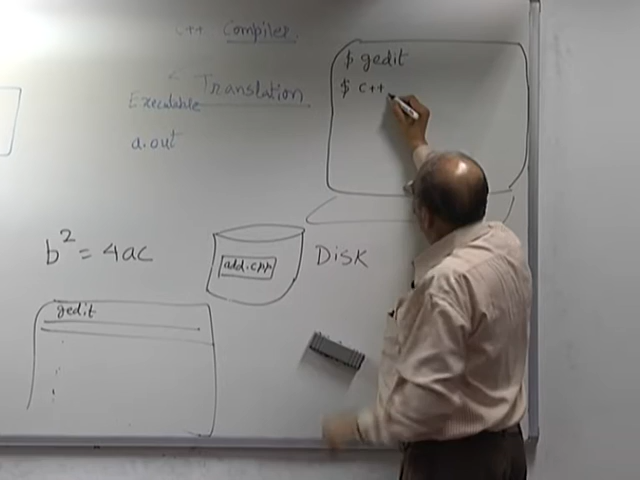 C++ Compiler.
Translation
Executable
a.out
$ gedit
$ c++
b² = 4ac
add.cpp
DISK
gedit